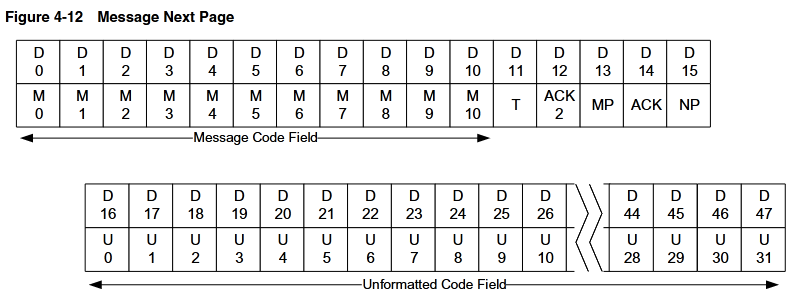 Figure 4-12 Message Next Page
D D D D D D D D D D D D D D D D
0 1 2 3 4 5 6 7 8 9 10 11 12 13 14 15
M M M M M M M M M M M T ACK MP ACK NP
0 1 2 3 4 5 6 7 8 9 10 2
Message Code Field
D D D D D D D D D D D D D D D
16 17 18 19 20 21 22 23 24 25 26 44 45 46 47
U U U U U U U U U U U U U U U
0 1 2 3 4 5 6 7 8 9 10 28 29 30 31
Unformatted Code Field